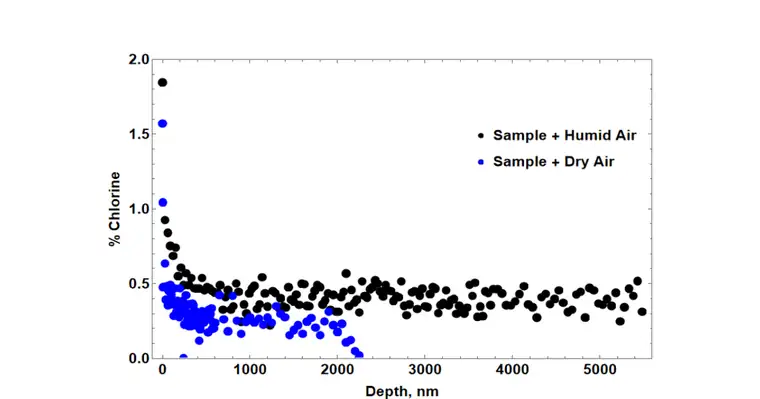 2.0
1.5
1.0
0.5
0.0
% Chlorine
Sample + Humid Air
Sample + Dry Air
0 1000 2000 3000 4000 5000
Depth, nm